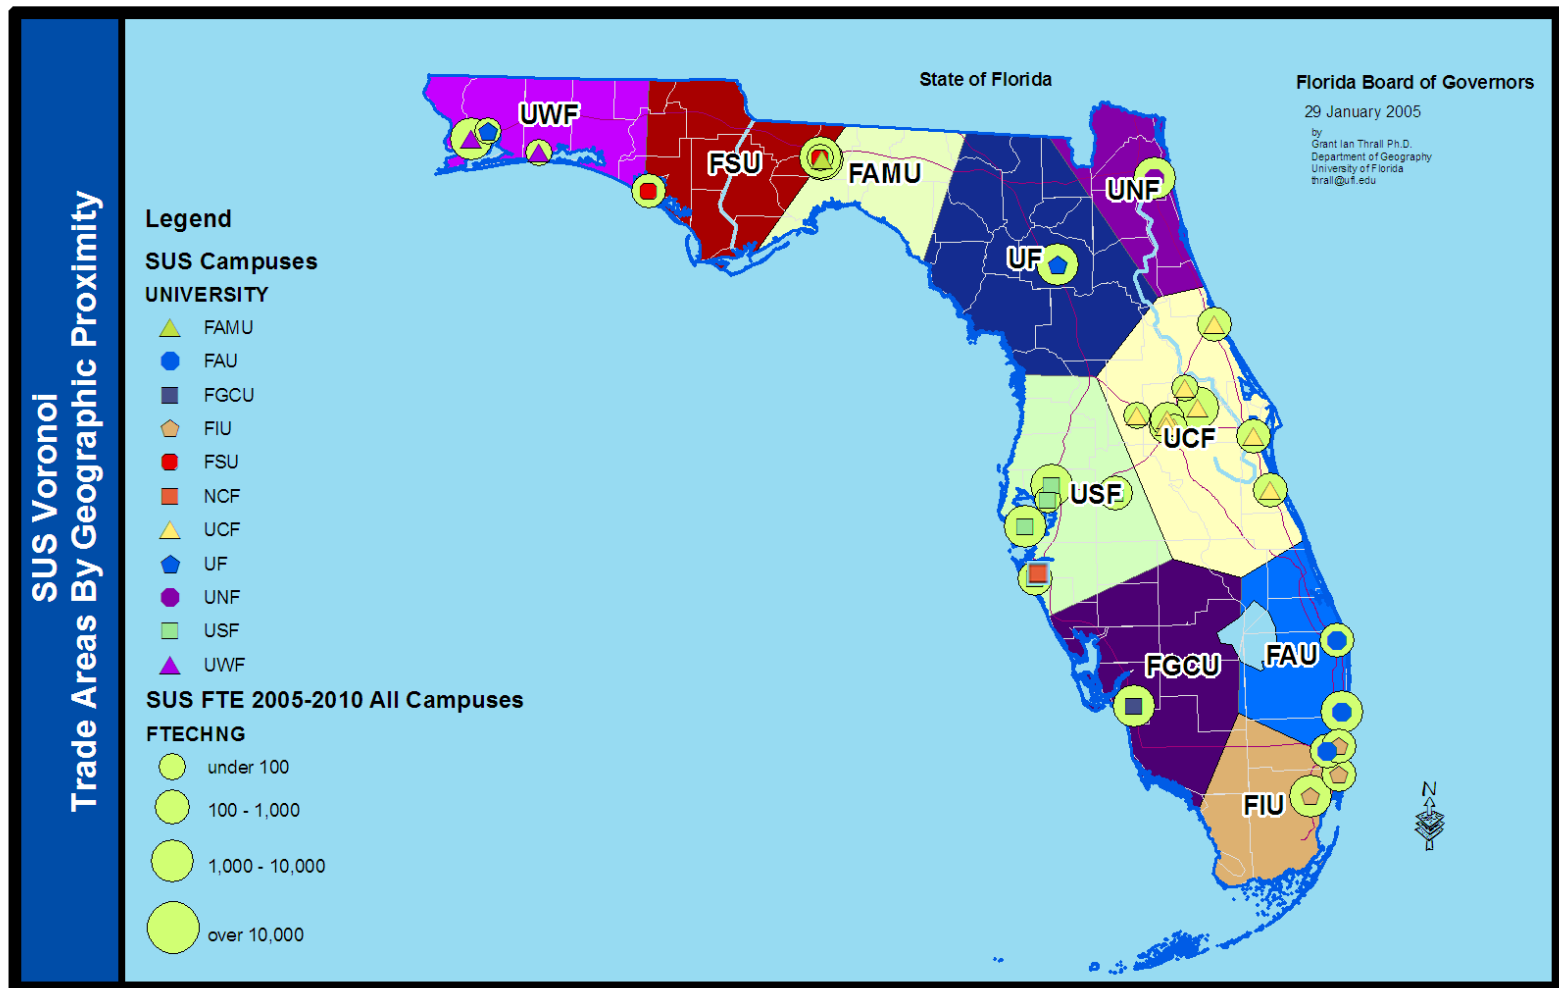 SUS Voronoi
Trade Areas By Geographic Proximity
State of Florida
Florida Board of Governors
29 January 2005
by
Grant Ian Thrall Ph.D.
Department of Geography
University of Florida
thrall@ufl.edu
UWF
FSU
FAMU
UNF
UF
UCF
USF
FGCU
FAU
FIU
N
Legend
SUS Campuses
UNIVERSITY
FAMU
FAU
FGCU
FIU
FSU
NCF
UCF
UF
UNF
USF
UWF
SUS FTE 2005-2010 All Campuses
FTECHNG
under 100
100 - 1,000
1,000 - 10,000
over 10,000